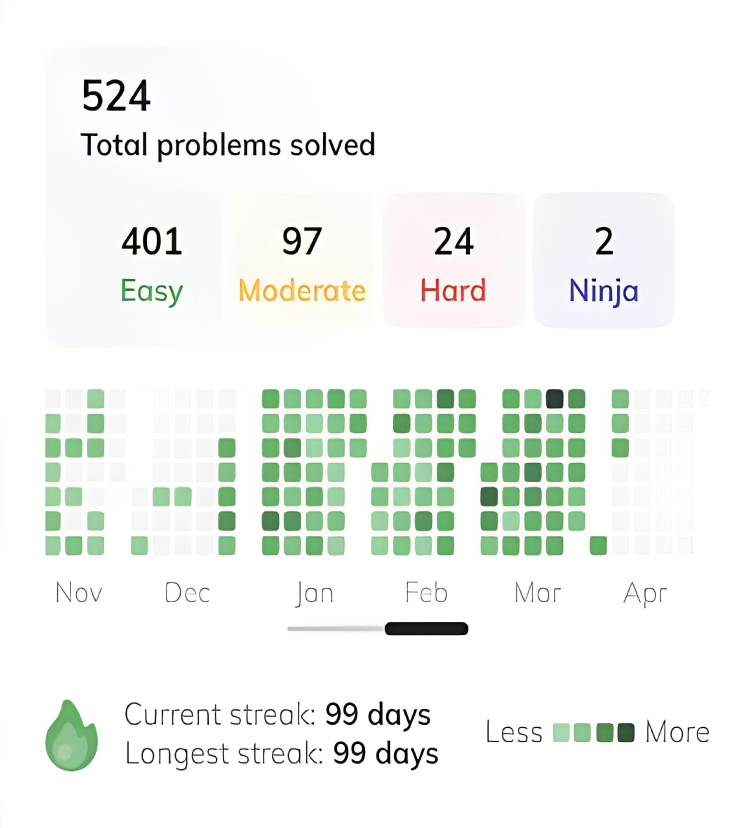 524
Total problems solved
401 97 24 2
Easy Moderate Hard Ninja
Nov Dec Jan Feb Mar Apr
Current streak: 99 days
Longest streak: 99 days
Less More